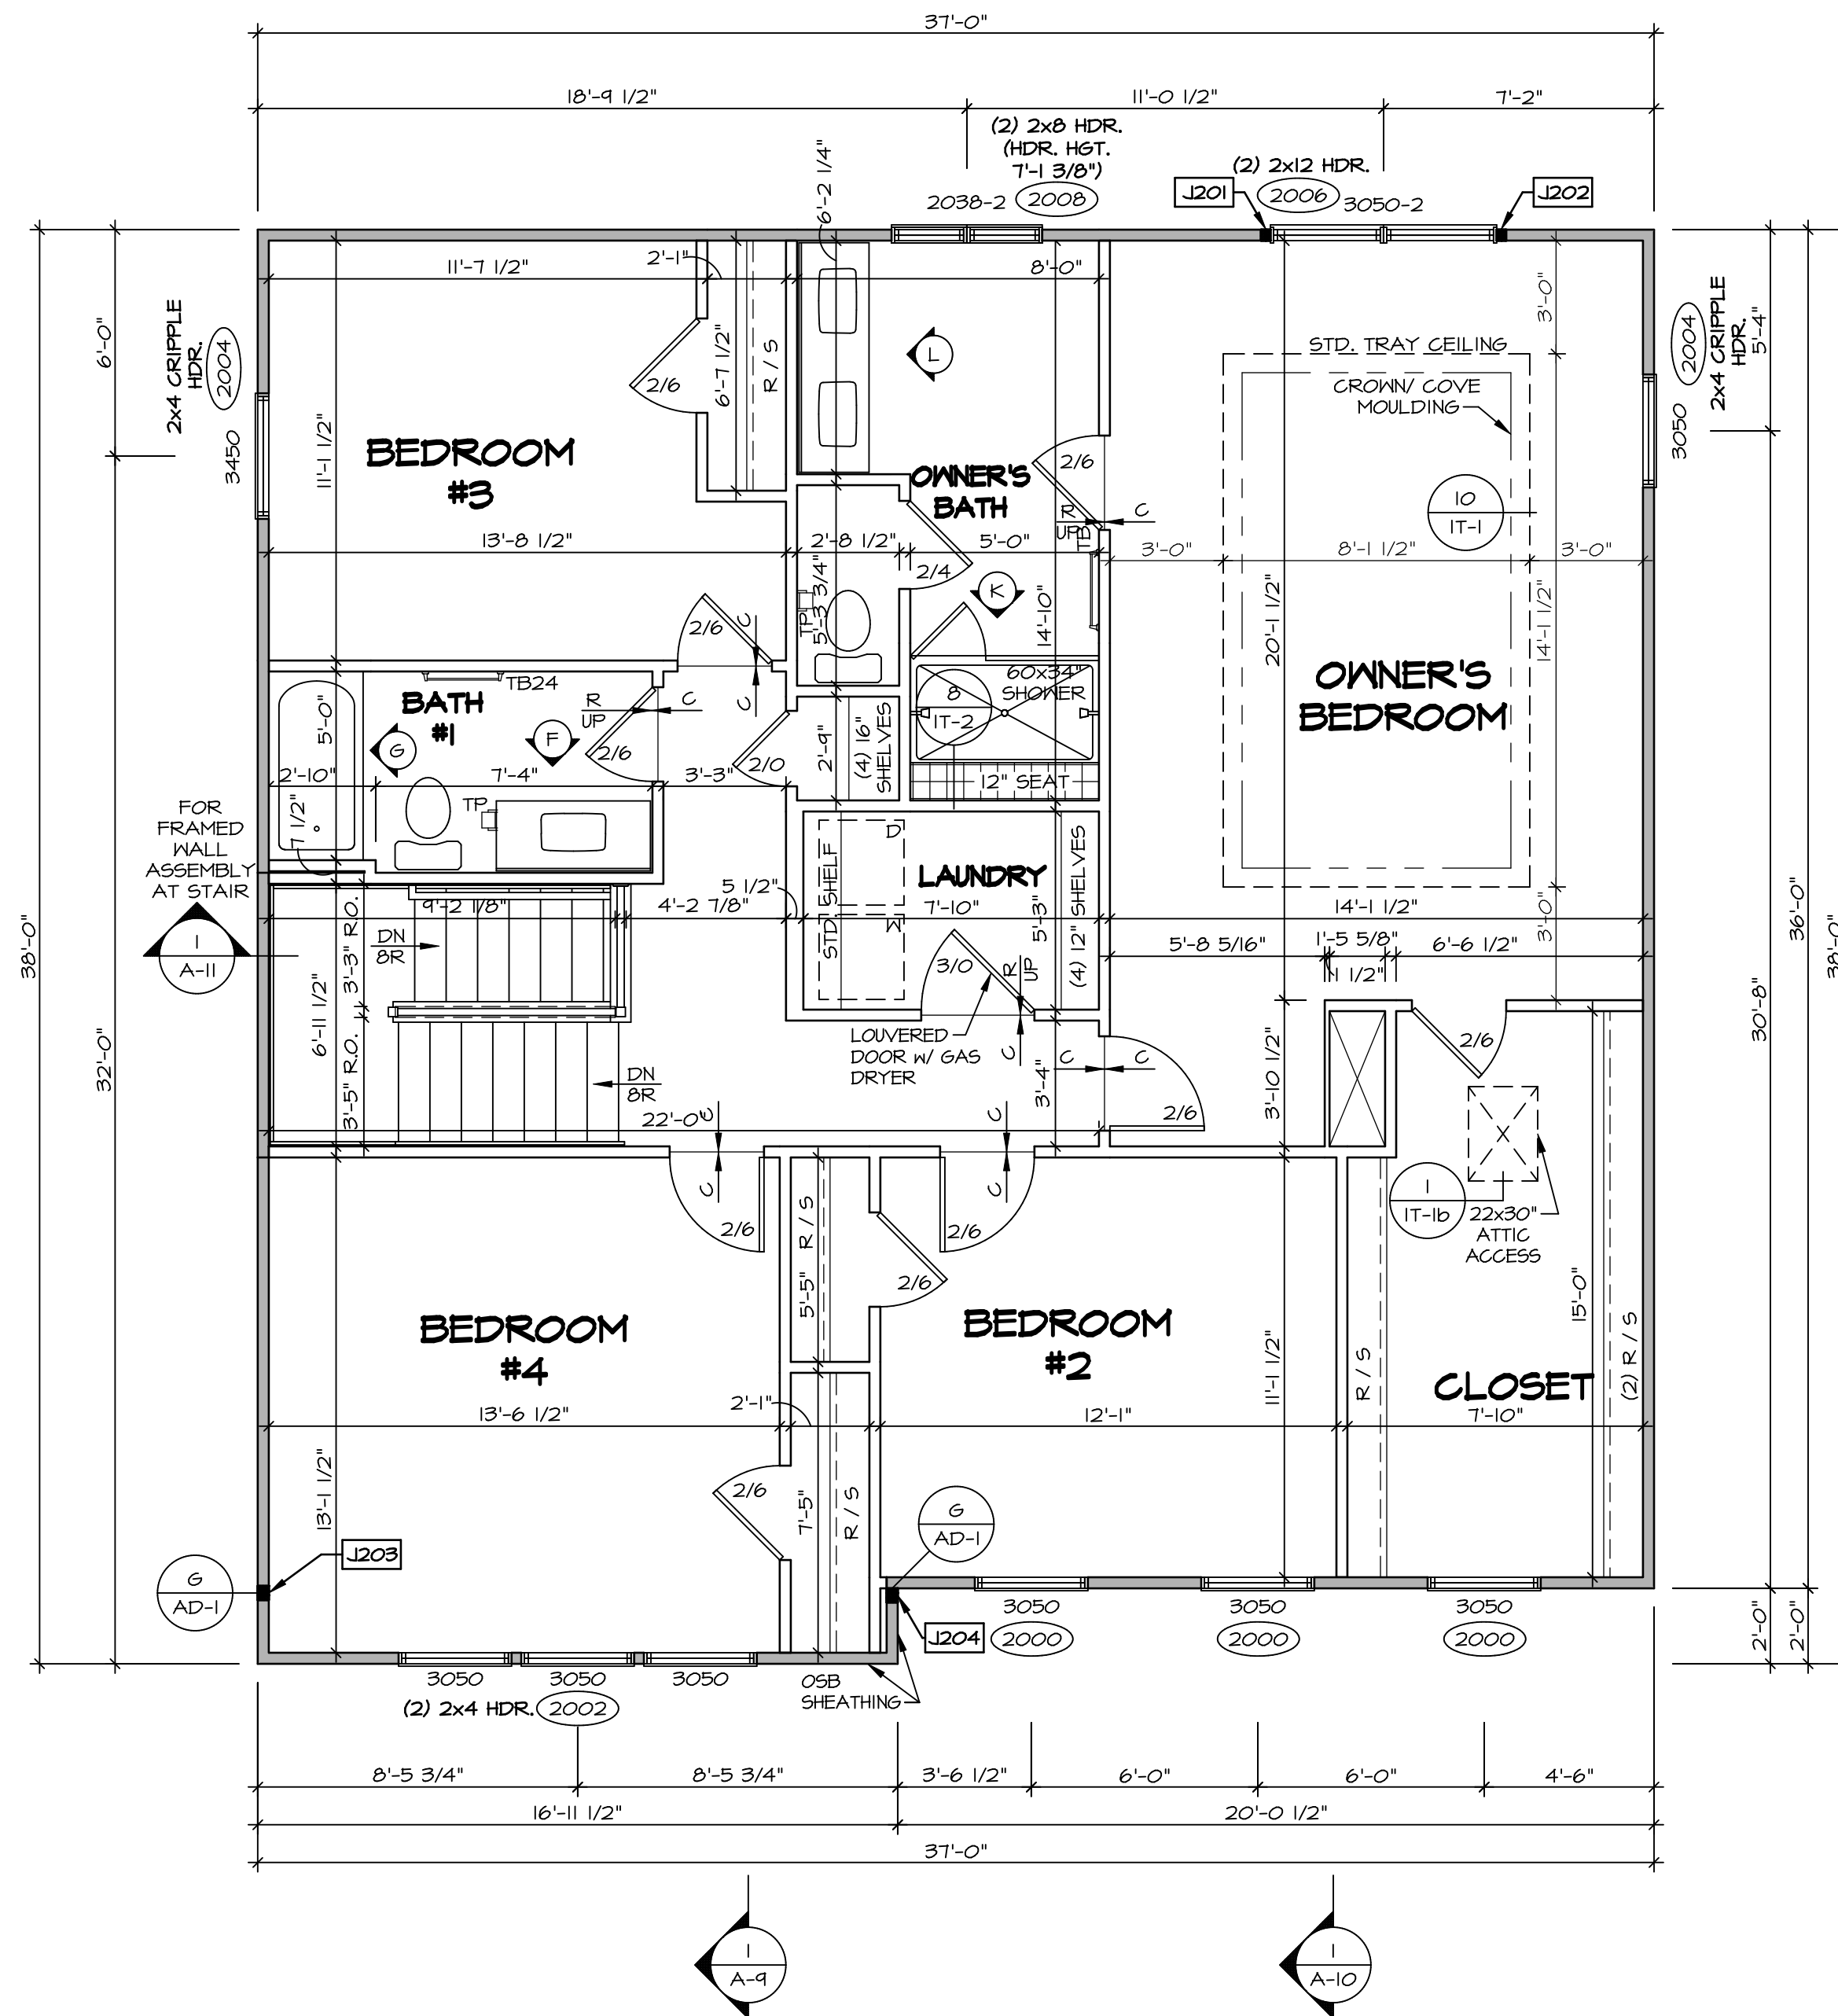 37'-0"
18'-9 1/2"
11'-0 1/2"
7'-2"
(2) 2x8 HDR.
(HDR. HGT.
7'-1 3/8")
2038-2
2008
(2) 2x12 HDR.
J201
2006
3050-2
J202
6'-2 1/4"
6'-0"
2x4 CRIPPLE
HDR.
2004
3450
11'-7 1/2"
2'-1"
8'-0"
2/6
6'-7 1/2"
R / S
L
11'-1 1/2"
BEDROOM
#3
OWNER'S
BATH
2/6
R
UP
C
TB
13'-8 1/2"
2'-8 1/2"
5'-0"
2/4
K
5'-3 3/4"
TP
14'-10"
2/6
C
C
3'-0"
STD. TRAY CEILING
CROWN/ COVE
MOULDING
10
IT-1
3'-0"
8'-1 1/2"
3'-0"
20'-1 1/2"
14'-1 1/2"
OWNER'S
BEDROOM
2004
2x4 CRIPPLE
HDR.
5'-4"
3050
TB24
BATH
#1
R
UP
C
5'-0"
G
F
2/6
2'-10"
7'-4"
3'-3"
2/0
TP
7 1/2"
2'-9"
(4) 16"
SHELVES
60x34"
SHOWER
8
IT-2
12" SEAT
FOR
FRAMED
WALL
ASSEMBLY
AT STAIR
1
A-11
D
STD. SHELF
W
LAUNDRY
7'-10"
5'-3"
(4) 12" SHELVES
5 1/2"
9'-2 1/8"
4'-2 7/8"
DN
8R
3'-3" R.O.
6'-11 1/2"
3'-5" R.O.
DN
8R
3/0
R
UP
C
LOUVERED
DOOR W/ GAS
DRYER
14'-1 1/2"
5'-8 5/16"
1'-5 5/8"
1 1/2"
6'-6 1/2"
3'-0"
C
C
3'-4"
2/6
3'-10 1/2"
2/6
22'-0"
C
C
C
C
38'-0"
32'-0"
36'-0"
38'-0"
30'-8"
1
IT-1b
22x30"
ATTIC
ACCESS
2/6
R / S
5'-5"
2/6
2/6
BEDROOM
#4
BEDROOM
#2
11'-1 1/2"
15'-0"
R / S
CLOSET
(2) R / S
13'-6 1/2"
2'-1"
12'-1"
7'-10"
13'-1 1/2"
2/6
7'-5"
R / S
G
AD-1
J203
G
AD-1
J204
3050
2000
3050
2000
3050
2000
2'-0"
2'-0"
3050
3050
3050
(2) 2x4 HDR.
2002
OSB
SHEATHING
8'-5 3/4"
8'-5 3/4"
3'-6 1/2"
6'-0"
6'-0"
4'-6"
16'-11 1/2"
20'-0 1/2"
37'-0"
1
A-9
1
A-10